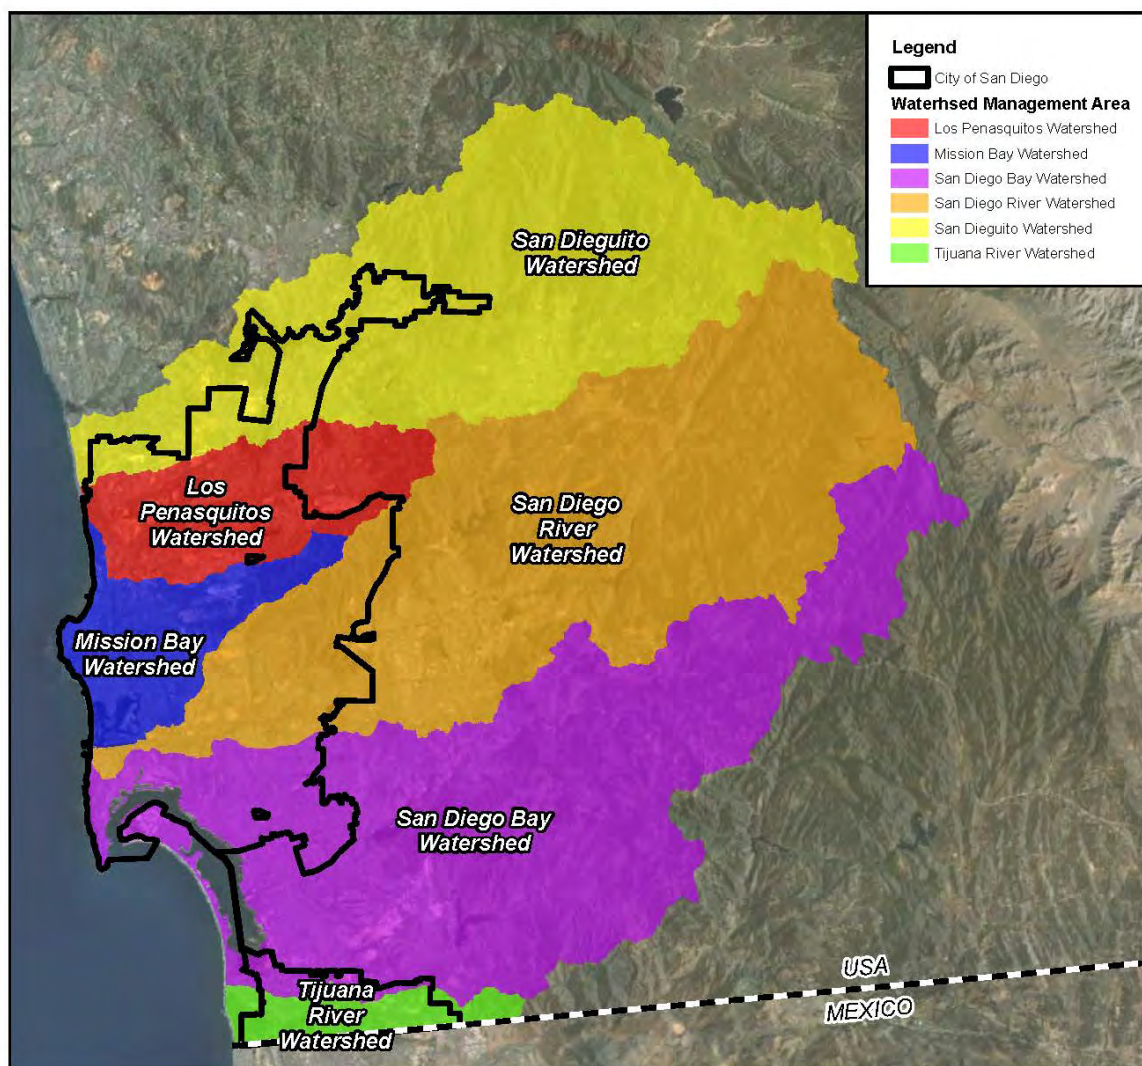 Legend
City of San Diego
Waterhsed Management Area
Los Penasquitos Watershed
Mission Bay Watershed
San Diego Bay Watershed
San Diego River Watershed
San Dieguito Watershed
Tijuana River Watershed
San Dieguito
Watershed
Los
Penasquitos
Watershed
San Diego
River
Watershed
Mission Bay
Watershed
San Diego Bay
Watershed
Tijuana
River
Watershed
USA
MEXICO